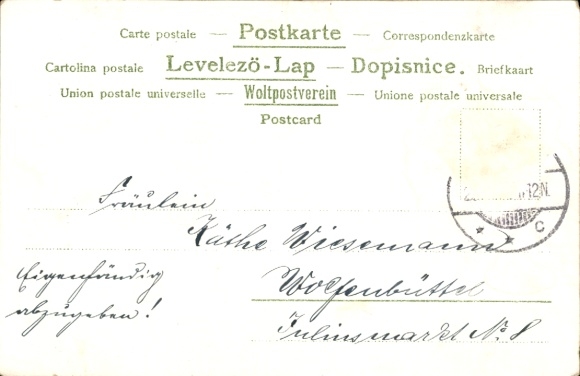 Carte postale — Postkarte — Correspondenzkarte
Cartolina postale Levelezö-Lap — Dopisnice. Briefkaart
Union postale universelle — Woltpostverein — Unione postale universale
Postcard
12N.
* * C
Fräulein
Käthe Wiesemann
Wolfenbüttel
Juliusmarkt No. 8
Eigenhändig
abzugeben!